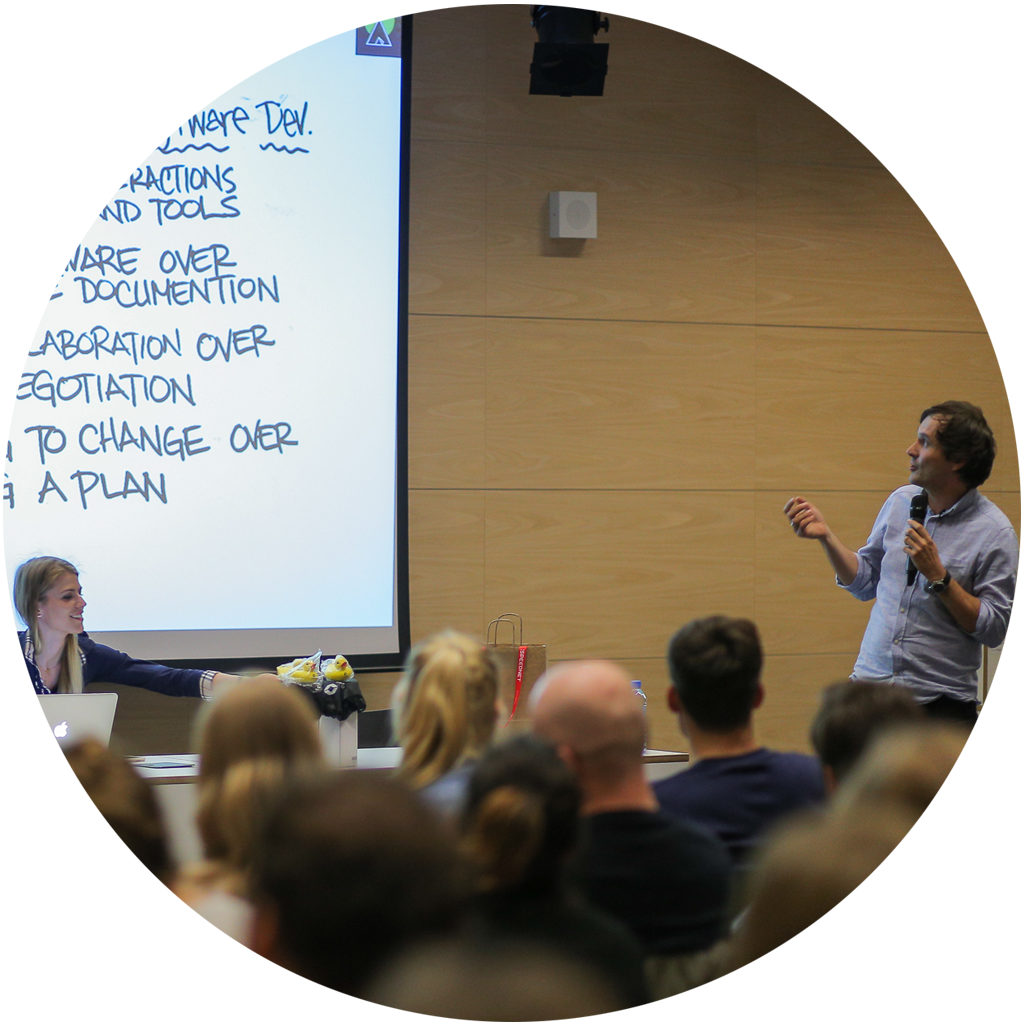 ware Dev.
RACTIONS
ND TOOLS
WARE OVER
DOCUMENTION
LABORATION OVER
EGOTIATION
TO CHANGE OVER
A PLAN